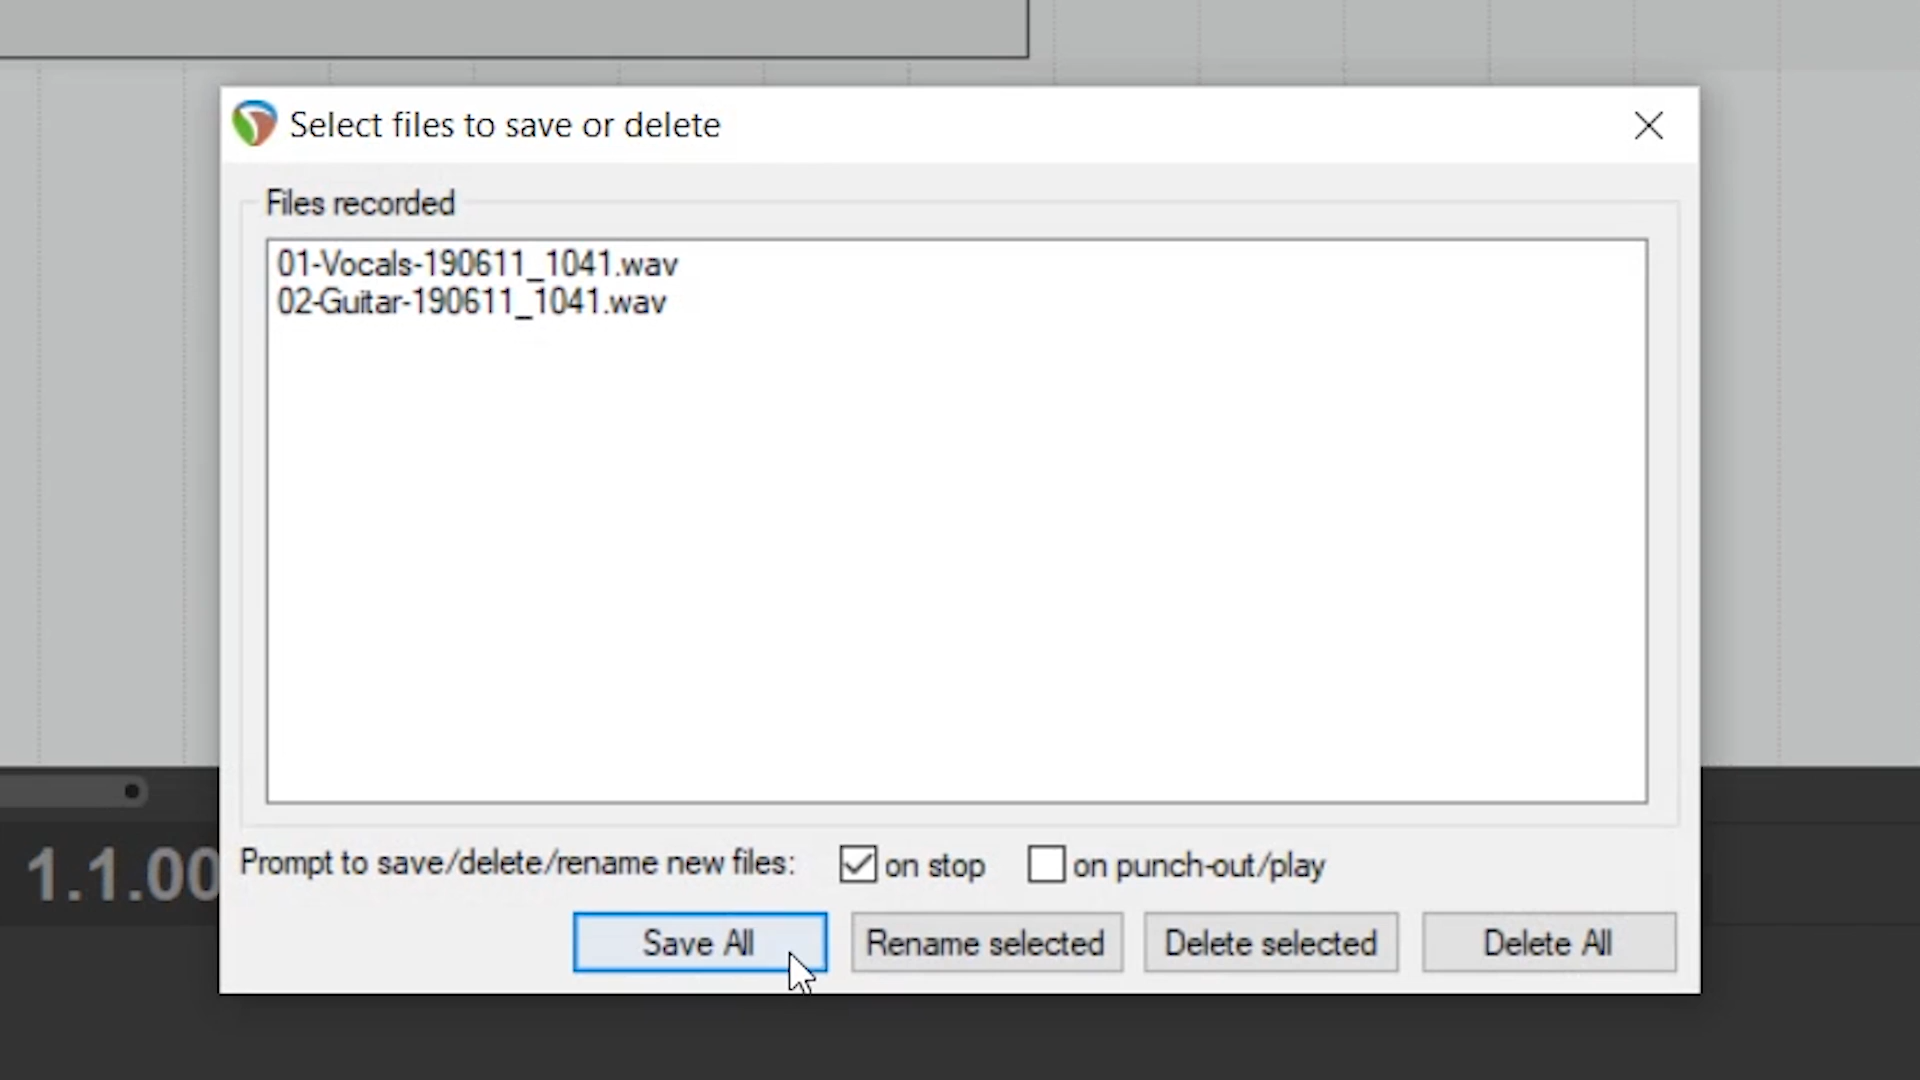 Select files to save or delete
Files recorded
01-Vocals-190611_1041.wav
02-Guitar-190611_1041.wav
1.1.00
Prompt to save/delete/rename new files: on stop on punch-out/play
Save All Rename selected Delete selected Delete All